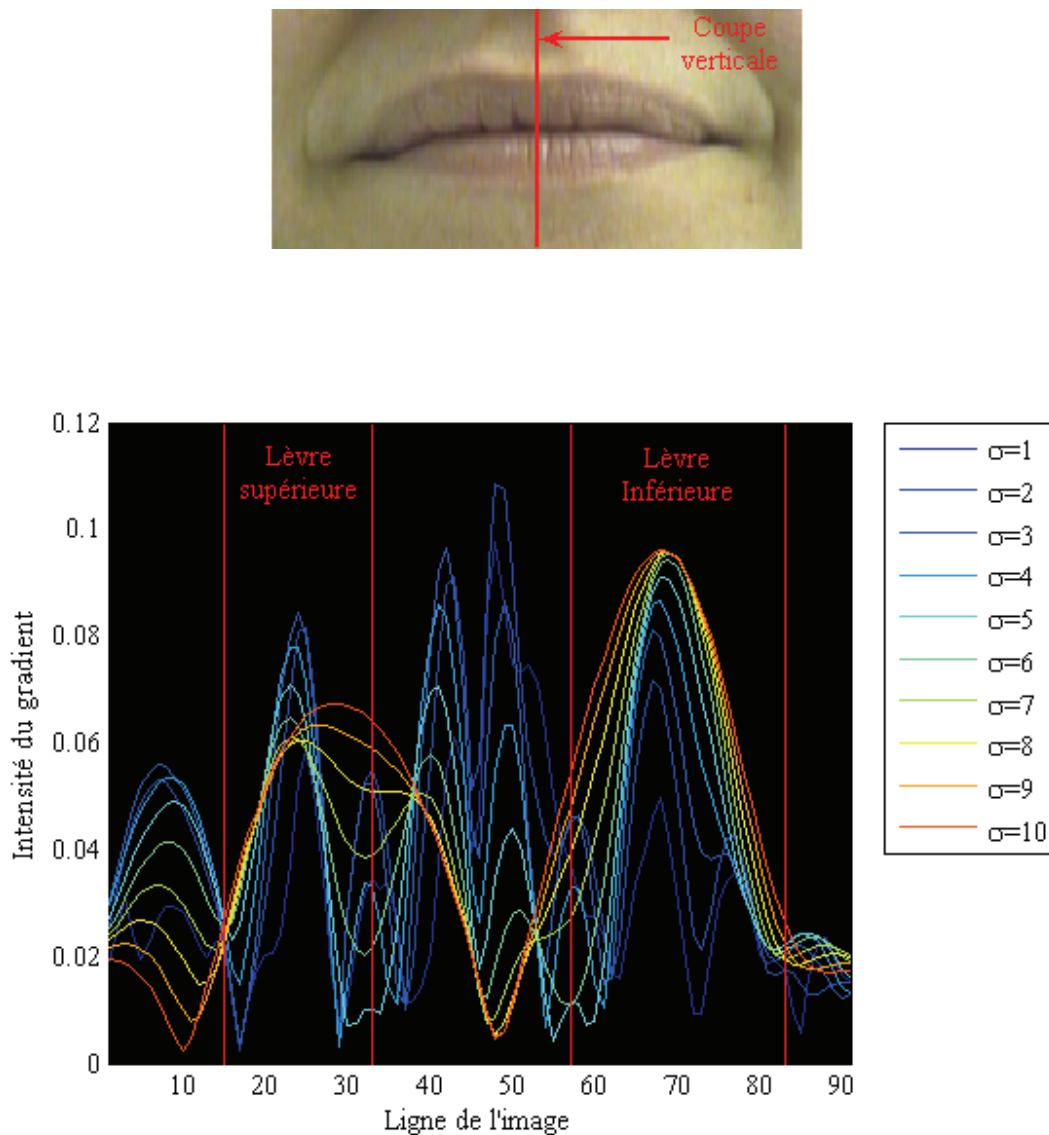 Coupe
verticale
0.12
0.1
0.08
0.06
0.04
0.02
0
Intensité du gradient
Lèvre
supérieure
Lèvre
Inférieure
10
20
30
40
50
60
70
80
90
Ligne de l'image
σ=1
σ=2
σ=3
σ=4
σ=5
σ=6
σ=7
σ=8
σ=9
σ=10